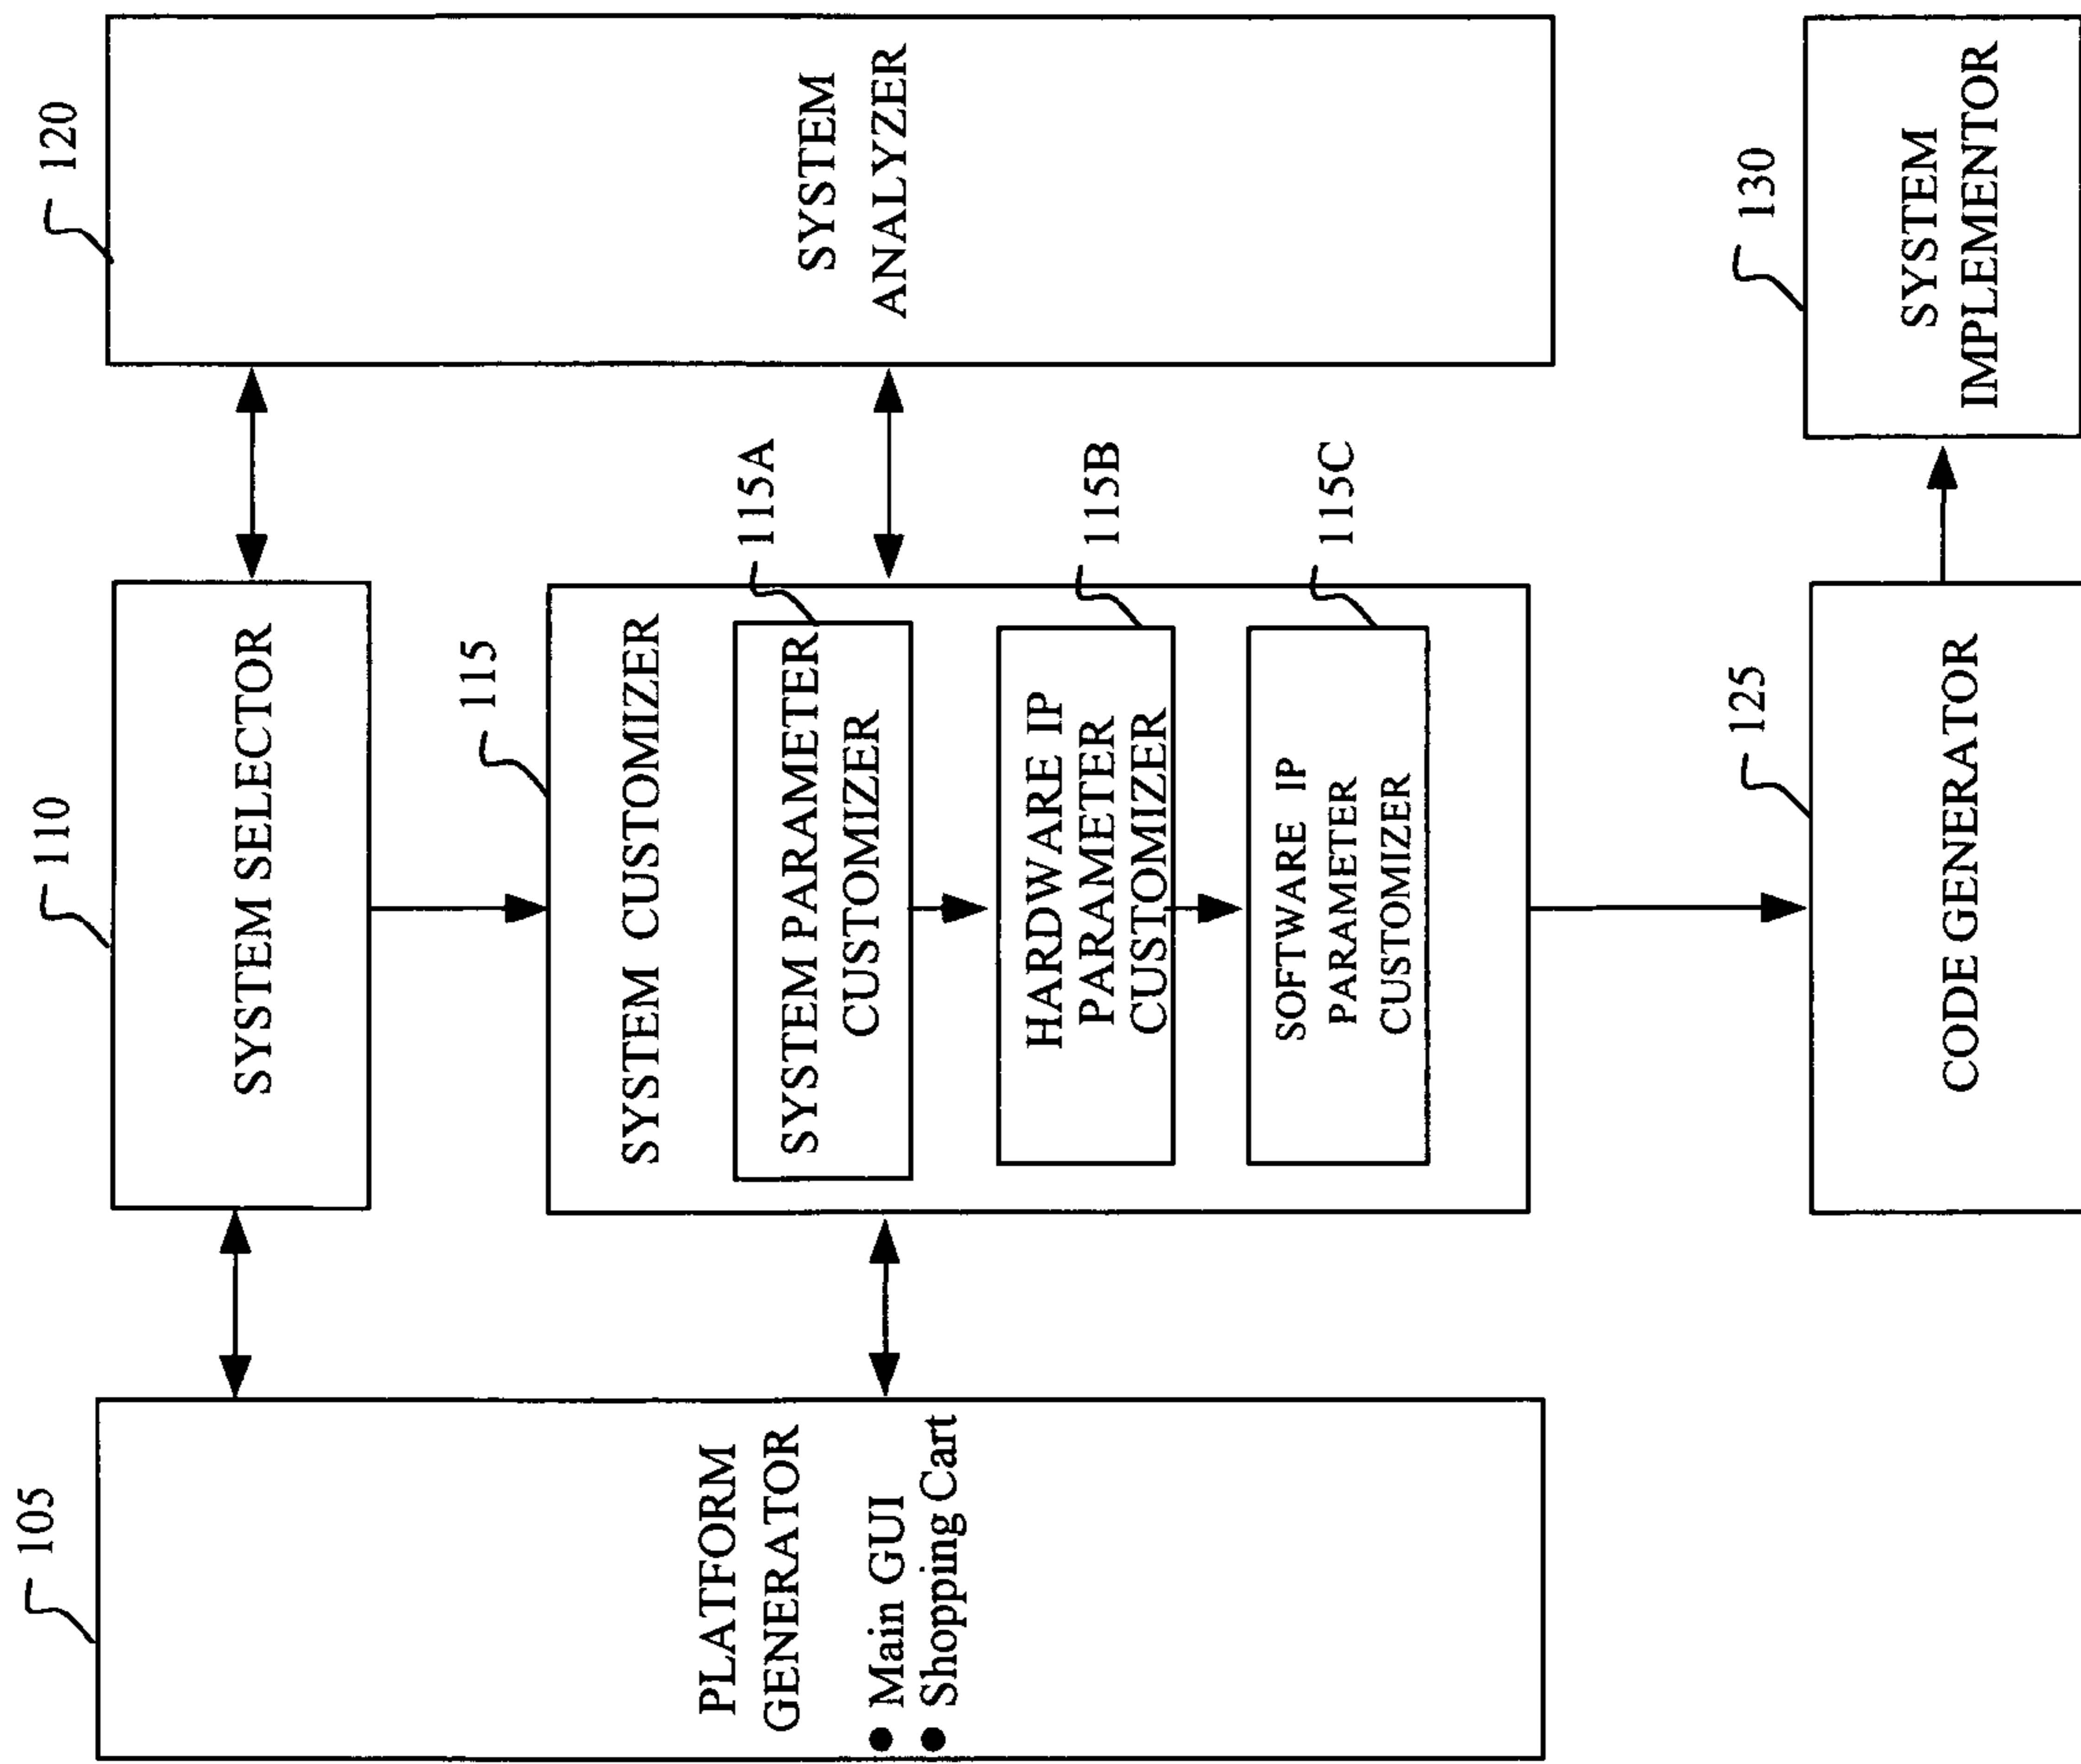 105
PLATFORM
GENERATOR
● Main GUI
● Shopping Cart
110
SYSTEM SELECTOR
115
SYSTEM CUSTOMIZER
115A
SYSTEM PARAMETER
CUSTOMIZER
115B
HARDWARE IP
PARAMETER
CUSTOMIZER
115C
SOFTWARE IP
PARAMETER
CUSTOMIZER
120
SYSTEM
ANALYZER
125
CODE GENERATOR
130
SYSTEM
IMPLEMENTOR